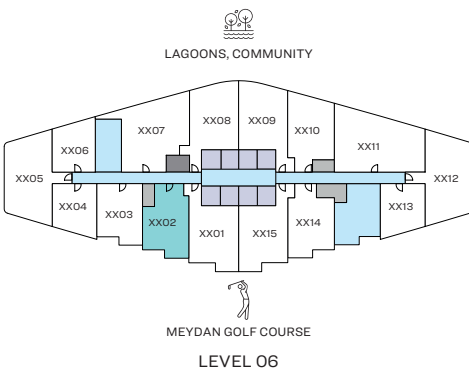 LAGOONS, COMMUNITY
XX08 XX09
XX07 XX10
XX06 XX11
XX05 XX12
XX04 XX03 XX02 XX01 XX15 XX14 XX13
MEYDAN GOLF COURSE
LEVEL 06